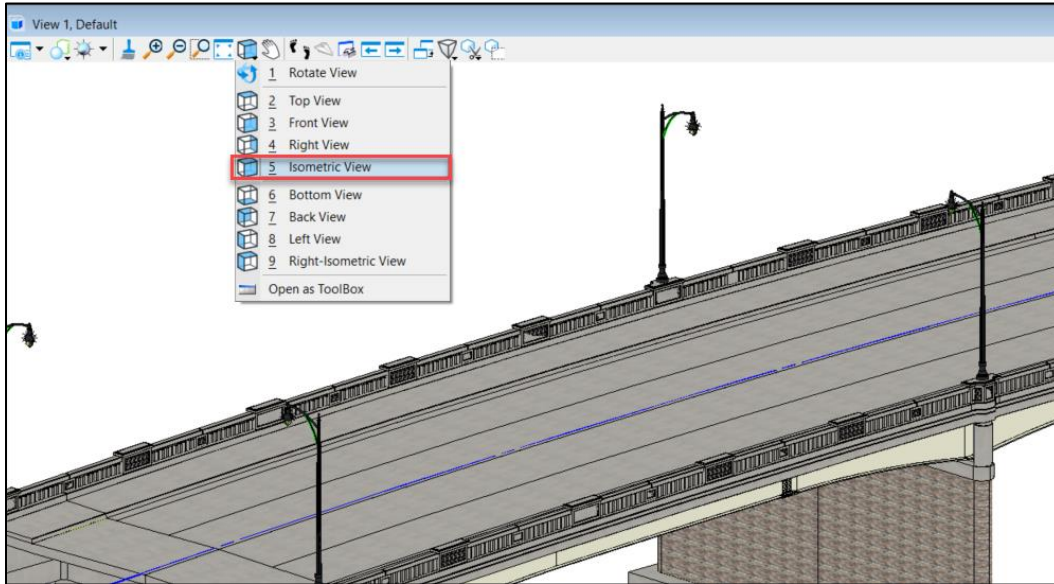 View 1, Default
1 Rotate View
2 Top View
3 Front View
4 Right View
5 Isometric View
6 Bottom View
7 Back View
8 Left View
9 Right-Isometric View
Open as ToolBox